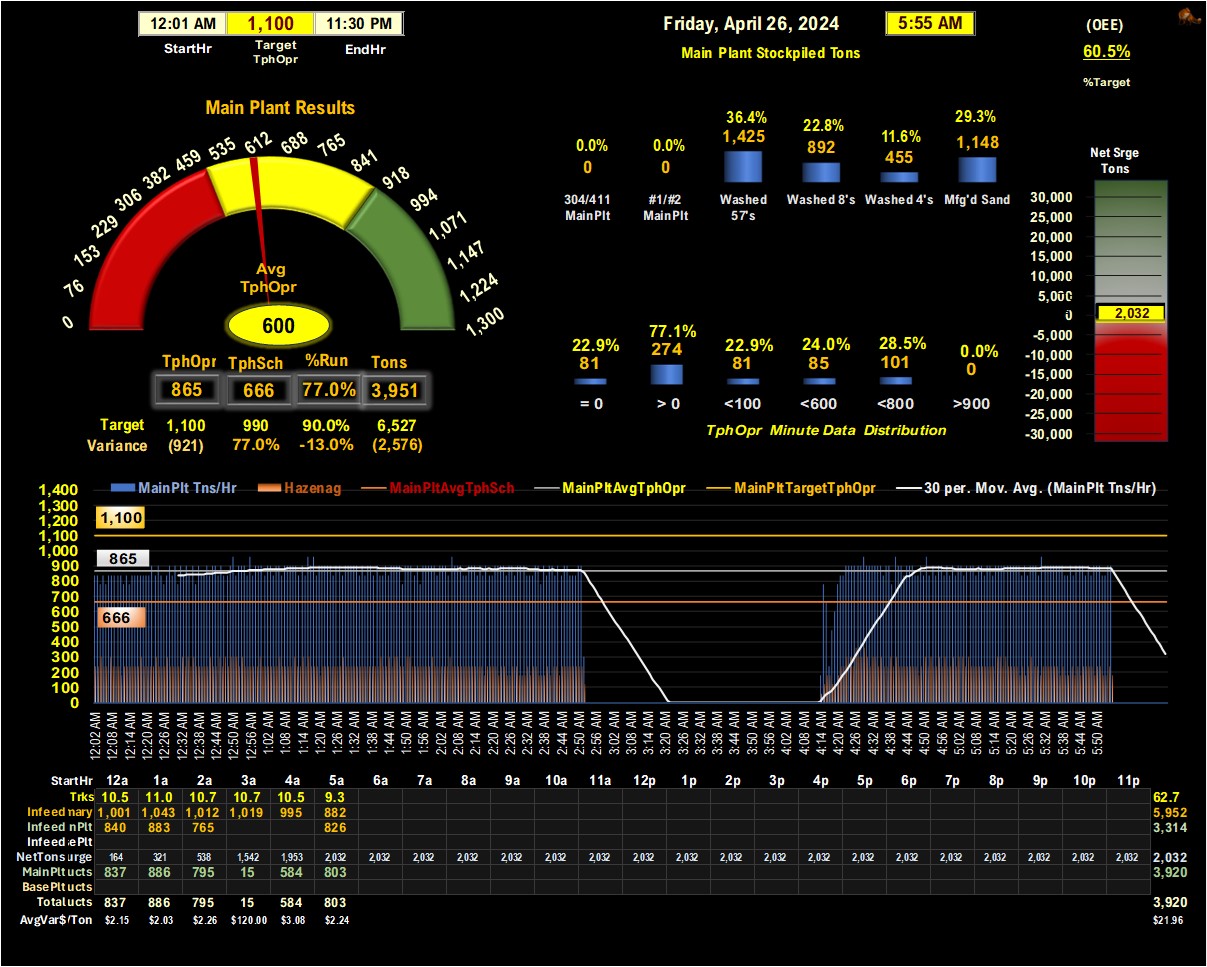 12:01 AM 1,100 11:30 PM
StartHr Target TphOpr EndHr
Friday, April 26, 2024 5:55 AM
Main Plant Stockpiled Tons
(OEE)
60.5%
%Target
Main Plant Results
0 76 153 229 306 382 459 535 612 688 765 841 918 994 1,071 1,147 1,224 1,300
Avg
TphOpr
600
TphOpr TphSch %Run Tons
865 666 77.0% 3,951
Target 1,100 990 90.0% 6,527
Variance (921) 77.0% -13.0% (2,576)
0.0% 0.0% 36.4% 22.8% 11.6% 29.3%
0 0 1,425 892 455 1,148
304/411 MainPlt #1/#2 MainPlt Washed 57's Washed 8's Washed 4's Mfg'd Sand
22.9% 77.1% 22.9% 24.0% 28.5% 0.0%
81 274 81 85 101 0
= 0 > 0 <100 <600 <800 >900
TphOpr Minute Data Distribution
Net Srge
Tons
30,000
25,000
20,000
15,000
10,000
5,000
0
-5,000
-10,000
-15,000
-20,000
-25,000
-30,000
2,032
MainPlt Tns/Hr Hazenag MainPltAvgTphSch MainPltAvgTphOpr MainPltTargetTphOpr 30 per. Mov. Avg. (MainPlt Tns/Hr)
1,400
1,300
1,200
1,100
1,000
900
800
700
600
500
400
300
200
100
0
1,100
865
666
12:02 AM 12:08 AM 12:14 AM 12:20 AM 12:26 AM 12:32 AM 12:38 AM 12:44 AM 12:50 AM 12:56 AM 1:02 AM 1:08 AM 1:14 AM 1:20 AM 1:26 AM 1:32 AM 1:38 AM 1:44 AM 1:50 AM 1:56 AM 2:02 AM 2:08 AM 2:14 AM 2:20 AM 2:26 AM 2:32 AM 2:38 AM 2:44 AM 2:50 AM 2:56 AM 3:02 AM 3:08 AM 3:14 AM 3:20 AM 3:26 AM 3:32 AM 3:38 AM 3:44 AM 3:50 AM 3:56 AM 4:02 AM 4:08 AM 4:14 AM 4:20 AM 4:26 AM 4:32 AM 4:38 AM 4:44 AM 4:50 AM 4:56 AM 5:02 AM 5:08 AM 5:14 AM 5:20 AM 5:26 AM 5:32 AM 5:38 AM 5:44 AM 5:50 AM
StartHr 12a 1a 2a 3a 4a 5a 6a 7a 8a 9a 10a 11a 12p 1p 2p 3p 4p 5p 6p 7p 8p 9p 10p 11p
Trks 10.5 11.0 10.7 10.7 10.5 9.3 62.7
Infeed mary 1,001 1,043 1,012 1,019 995 882 5,952
Infeed nPlt 840 883 765 826 3,314
Infeed ePlt
NetTons urge 164 321 538 1,542 1,953 2,032 2,032 2,032 2,032 2,032 2,032 2,032 2,032 2,032 2,032 2,032 2,032 2,032 2,032 2,032 2,032 2,032 2,032 2,032 2,032
MainPlt ucts 837 886 795 15 584 803 3,920
BasePlt ucts
Total ucts 837 886 795 15 584 803 3,920
AvgVar$/Ton $2.15 $2.03 $2.26 $120.00 $3.08 $2.24 $21.96